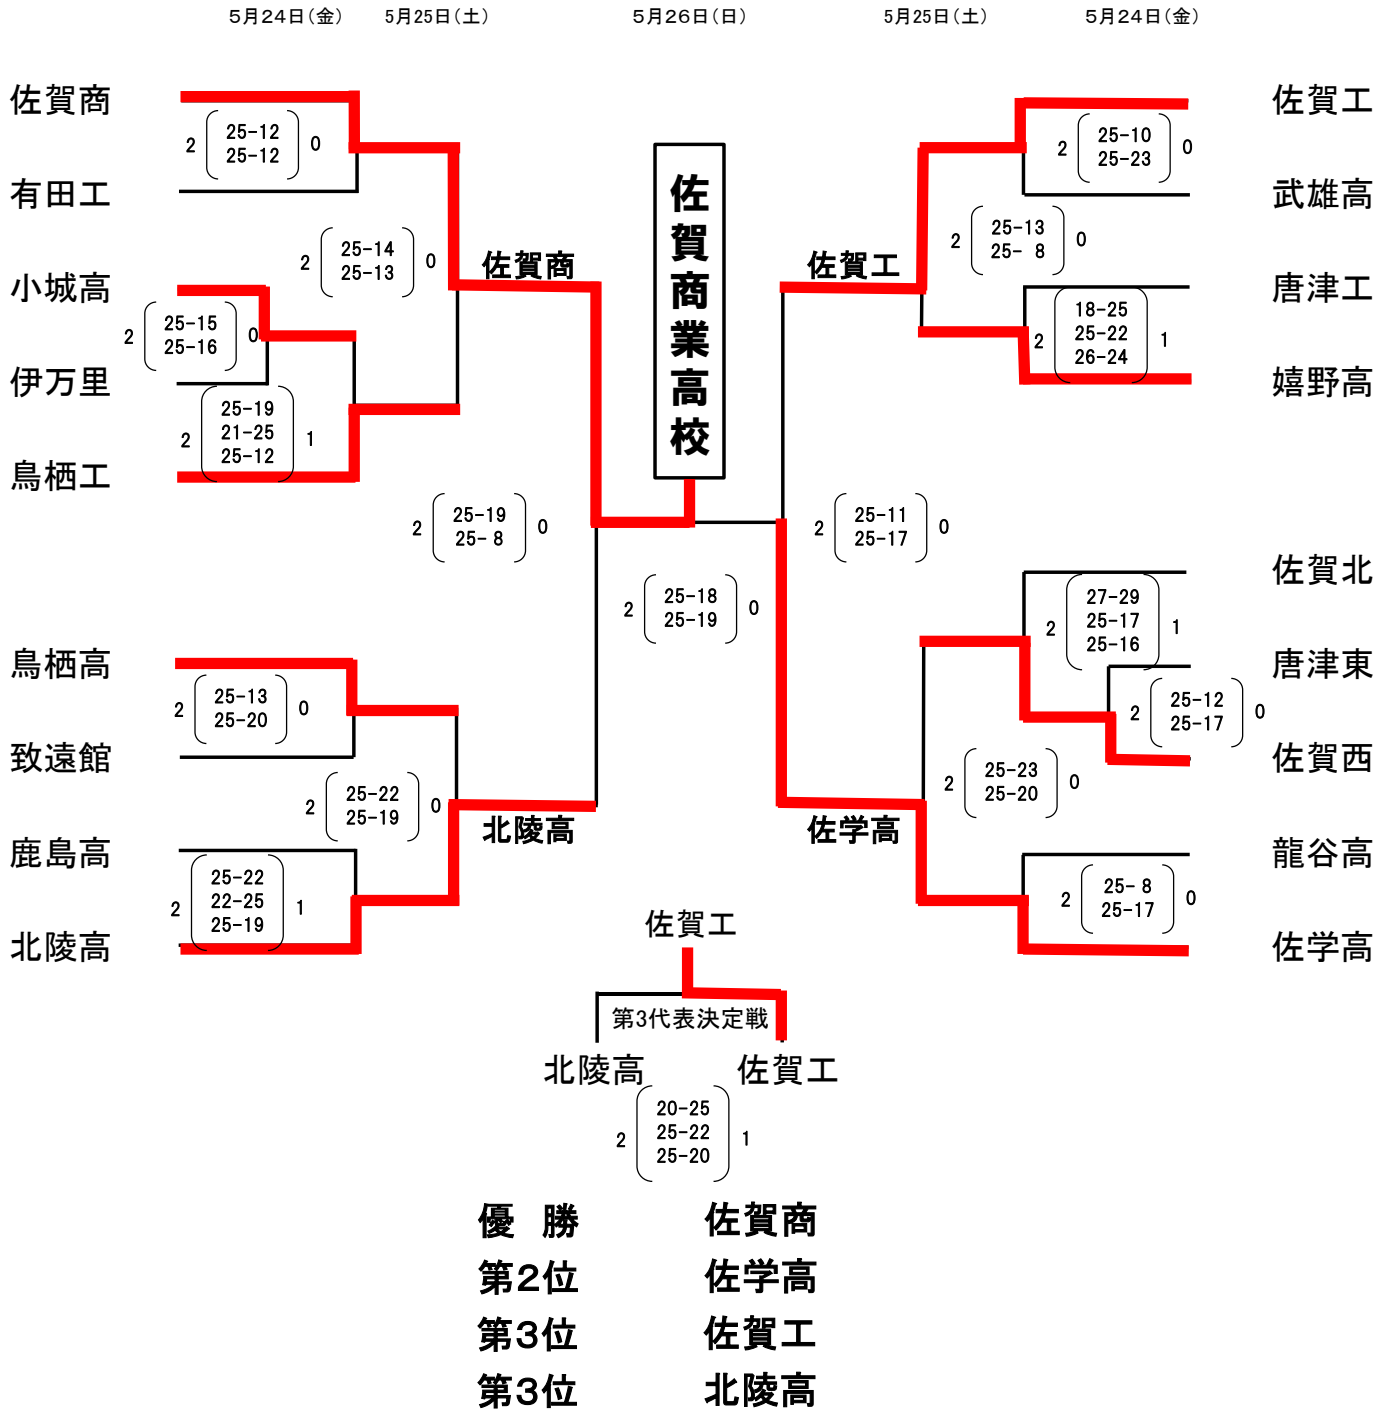 5月24日(金)
5月25日(土)
5月26日(日)
5月25日(土)
5月24日(金)
佐賀商
2 25-12 0
25-12
有田工
小城高
2 25-15 0
25-16
伊万里
2 25-19 1
21-25
25-12
鳥栖工
2 25-14 0
25-13
佐賀商
2 25-19 0
25- 8
鳥栖高
2 25-13 0
25-20
致遠館
2 25-22 0
25-19
鹿島高
2 25-22 1
22-25
25-19
北陵高
北陵高
佐賀商業高校
2 25-18 0
25-19
佐賀工
2 25-10 0
25-23
武雄高
2 25-13 0
25- 8
佐賀工
唐津工
2 18-25 1
25-22
26-24
嬉野高
2 25-11 0
25-17
佐賀北
2 27-29 1
25-17
25-16
唐津東
2 25-12 0
25-17
佐賀西
2 25-23 0
25-20
佐学高
龍谷高
2 25- 8 0
25-17
佐学高
佐賀工
第3代表決定戦
北陵高 佐賀工
2 20-25 1
25-22
25-20
優 勝 佐賀商
第2位 佐学高
第3位 佐賀工
第3位 北陵高